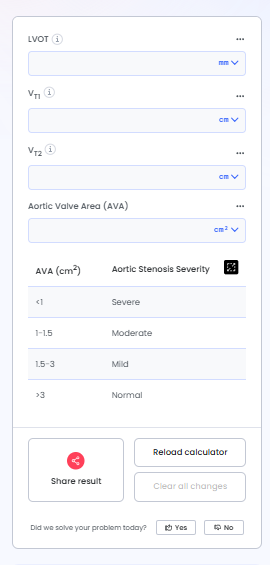 LVOT i ...
mm
V_T1 i ...
cm
V_T2 i ...
cm
Aortic Valve Area (AVA) ...
cm²
AVA (cm²) Aortic Stenosis Severity
<1 Severe
1-1.5 Moderate
1.5-3 Mild
>3 Normal
Share result
Reload calculator
Clear all changes
Did we solve your problem today? Yes No